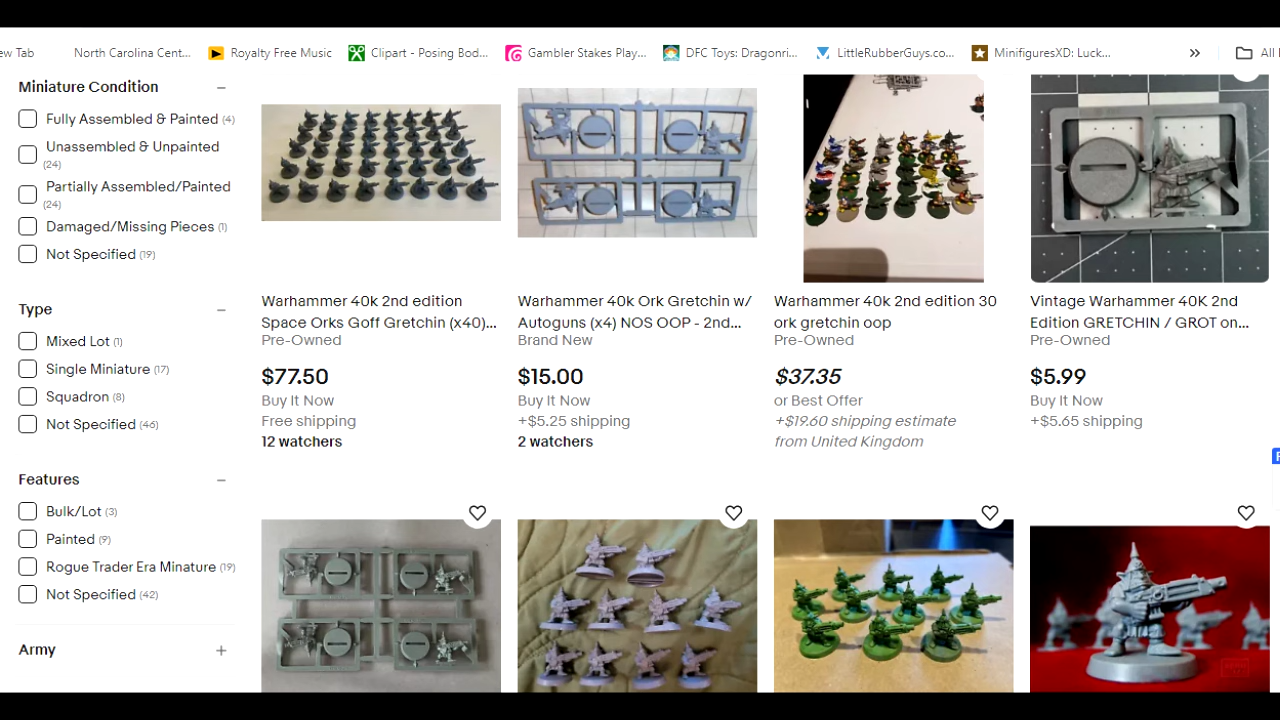 ew Tab
North Carolina Cent...
Royalty Free Music
Clipart - Posing Bod...
Gambler Stakes Play...
DFC Toys: Dragonri...
LittleRubberGuys.co...
MinifiguresXD: Luck...
»
All
Miniature Condition
Fully Assembled & Painted (4)
Unassembled & Unpainted
(24)
Partially Assembled/Painted
(24)
Damaged/Missing Pieces (1)
Not Specified (19)
Type
Mixed Lot (1)
Single Miniature (17)
Squadron (8)
Not Specified (46)
Features
Bulk/Lot (3)
Painted (9)
Rogue Trader Era Minature (19)
Not Specified (42)
Army
Warhammer 40k 2nd edition
Space Orks Goff Gretchin (x40)...
Pre-Owned
$77.50
Buy It Now
Free shipping
12 watchers
Warhammer 40k Ork Gretchin w/
Autoguns (x4) NOS OOP - 2nd...
Brand New
$15.00
Buy It Now
+$5.25 shipping
2 watchers
Warhammer 40k 2nd edition 30
ork gretchin oop
Pre-Owned
$37.35
or Best Offer
+$19.60 shipping estimate
from United Kingdom
Vintage Warhammer 40K 2nd
Edition GRETCHIN / GROT on...
Pre-Owned
$5.99
Buy It Now
+$5.65 shipping